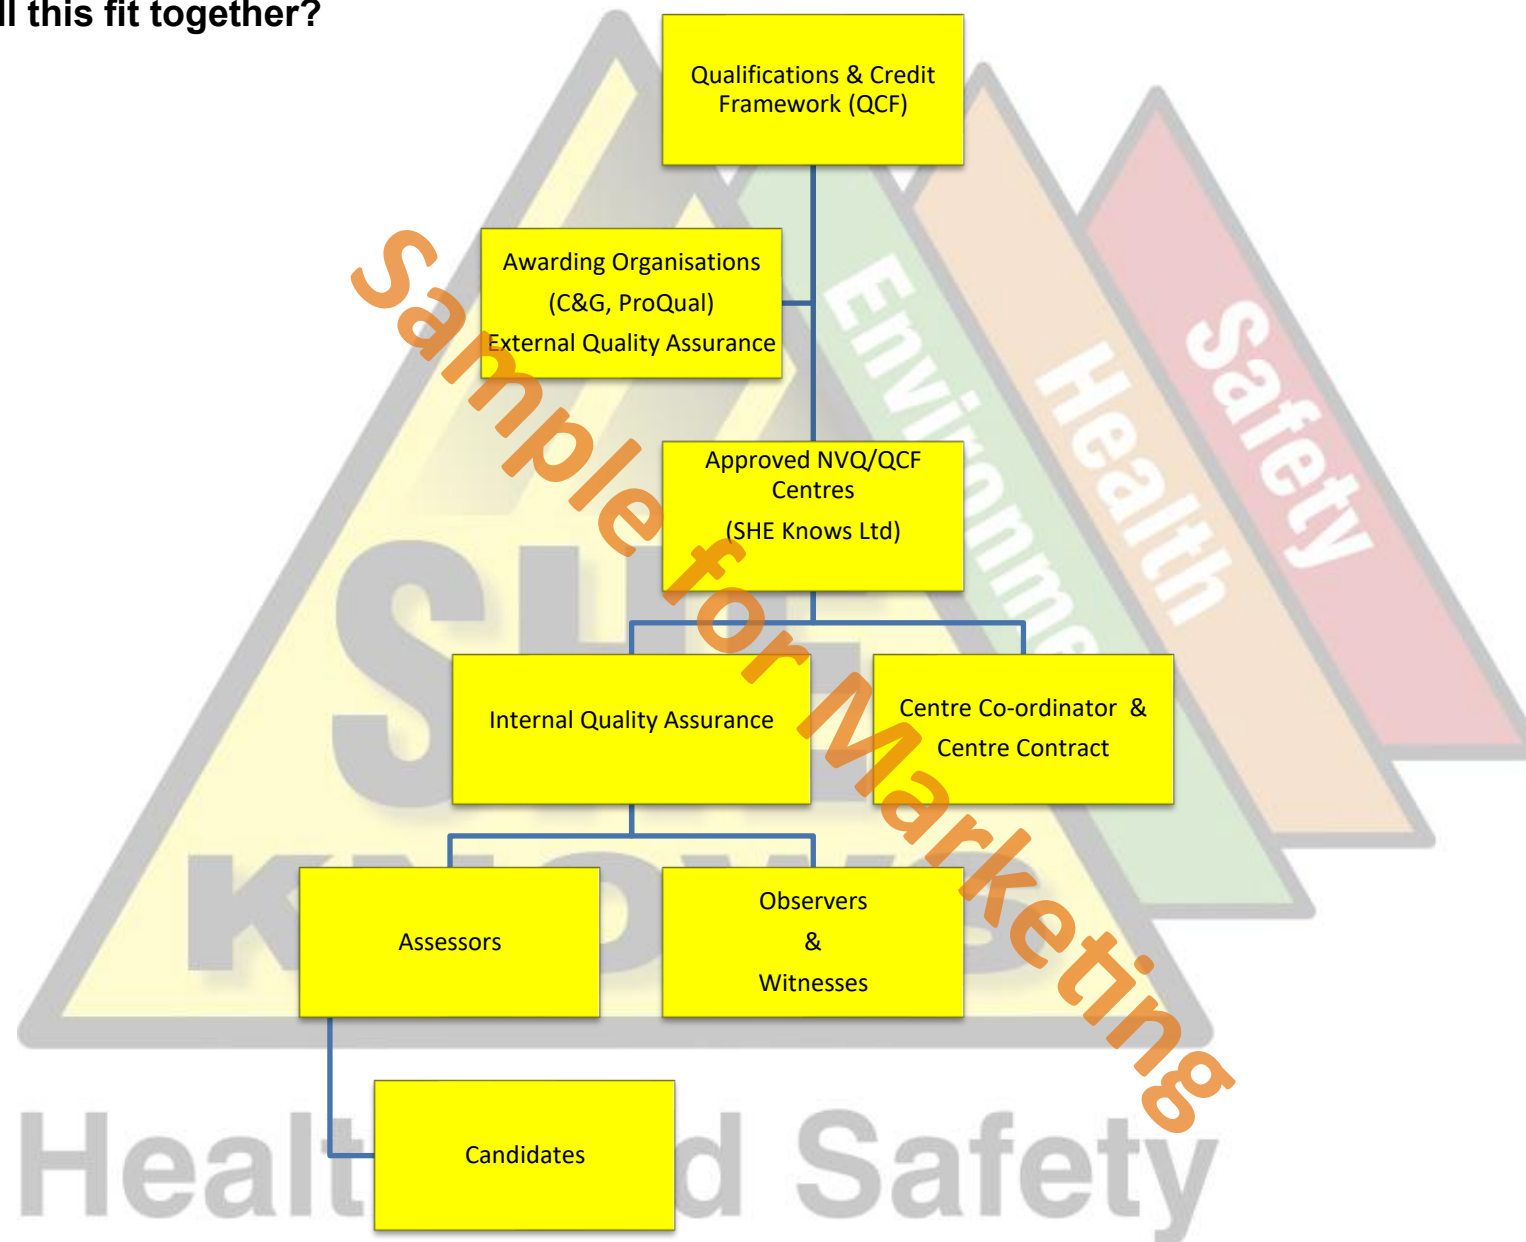 ll this fit together?
Qualifications & Credit
Framework (QCF)
Awarding Organisations
(C&G, ProQual)
External Quality Assurance
Approved NVQ/QCF
Centres
(SHE Knows Ltd)
Internal Quality Assurance
Centre Co-ordinator &
Centre Contract
Assessors
Observers
&
Witnesses
Candidates
Sample for Marketing
Environme
Health
Safety
SHE
KNOWS
Healt d Safety